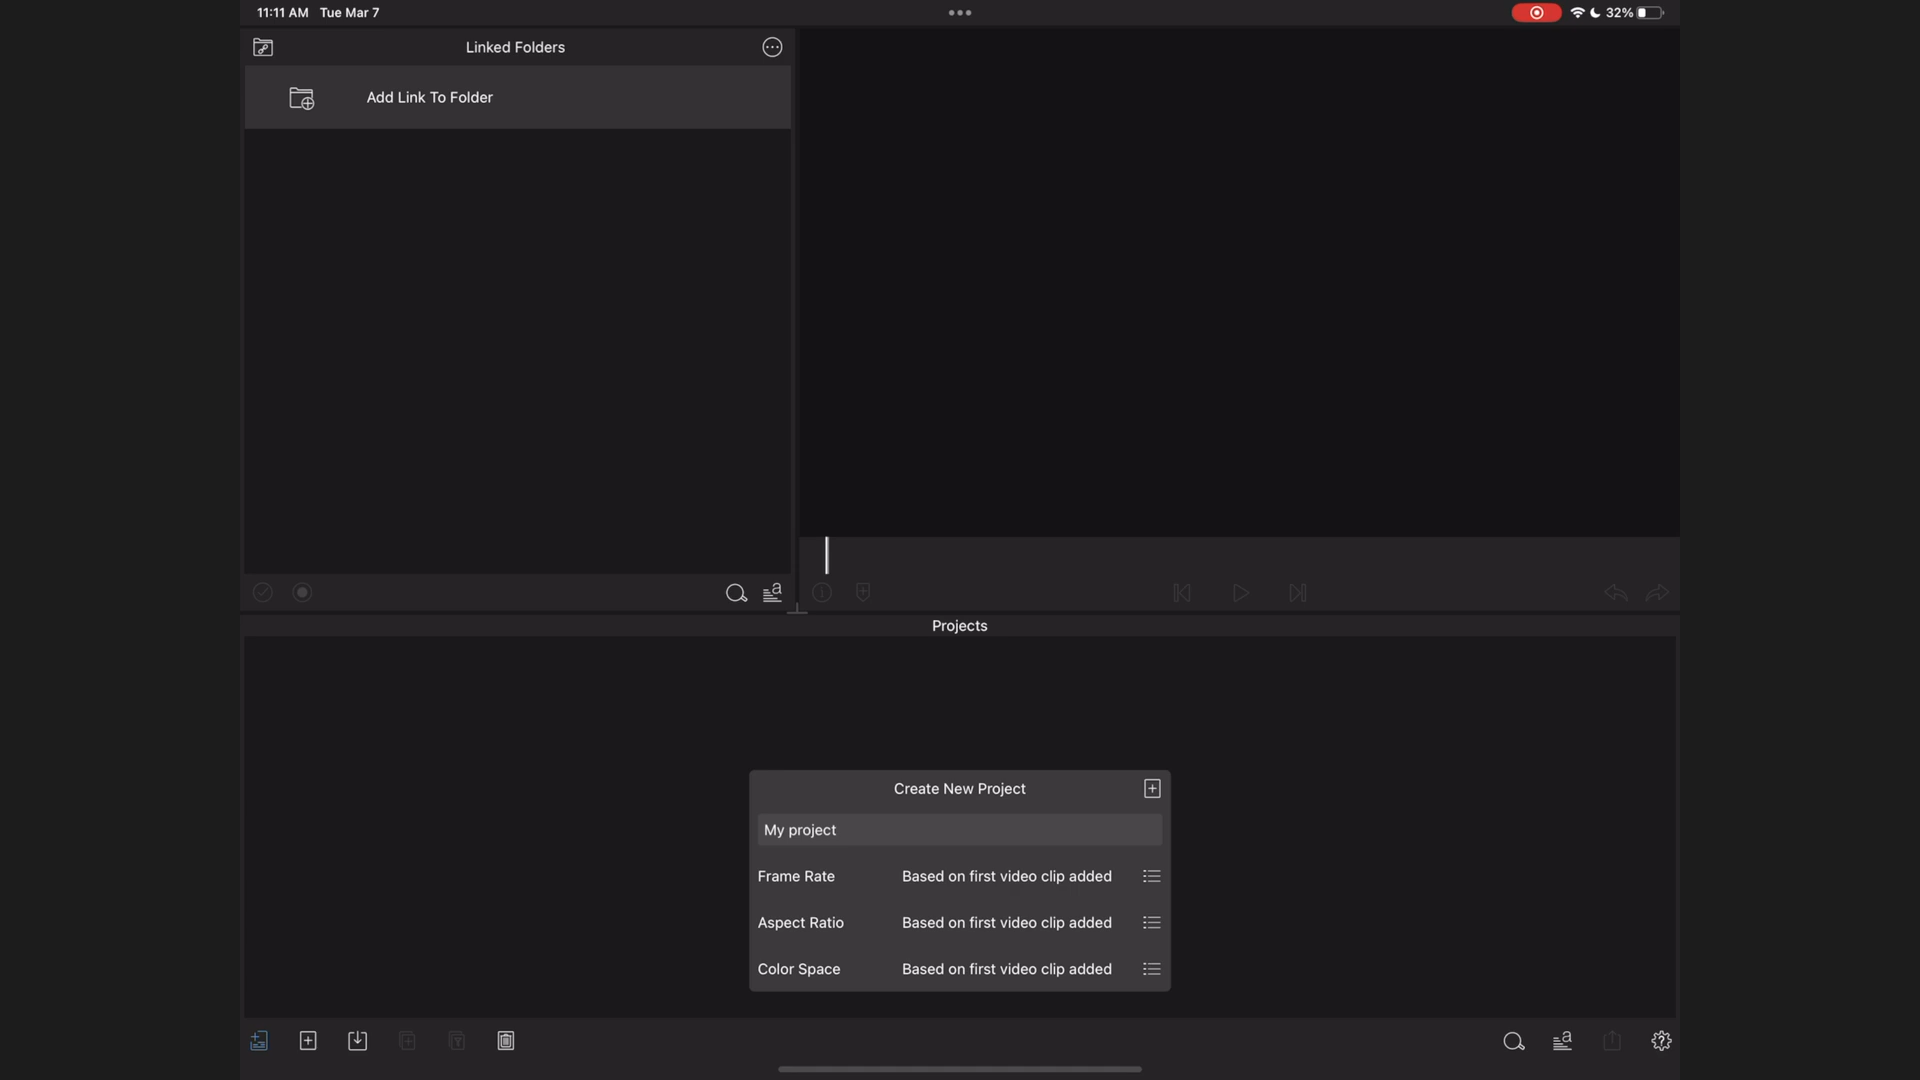 11:11 AM Tue Mar 7
32%
Linked Folders
Add Link To Folder
Projects
Create New Project
My project
Frame Rate Based on first video clip added
Aspect Ratio Based on first video clip added
Color Space Based on first video clip added